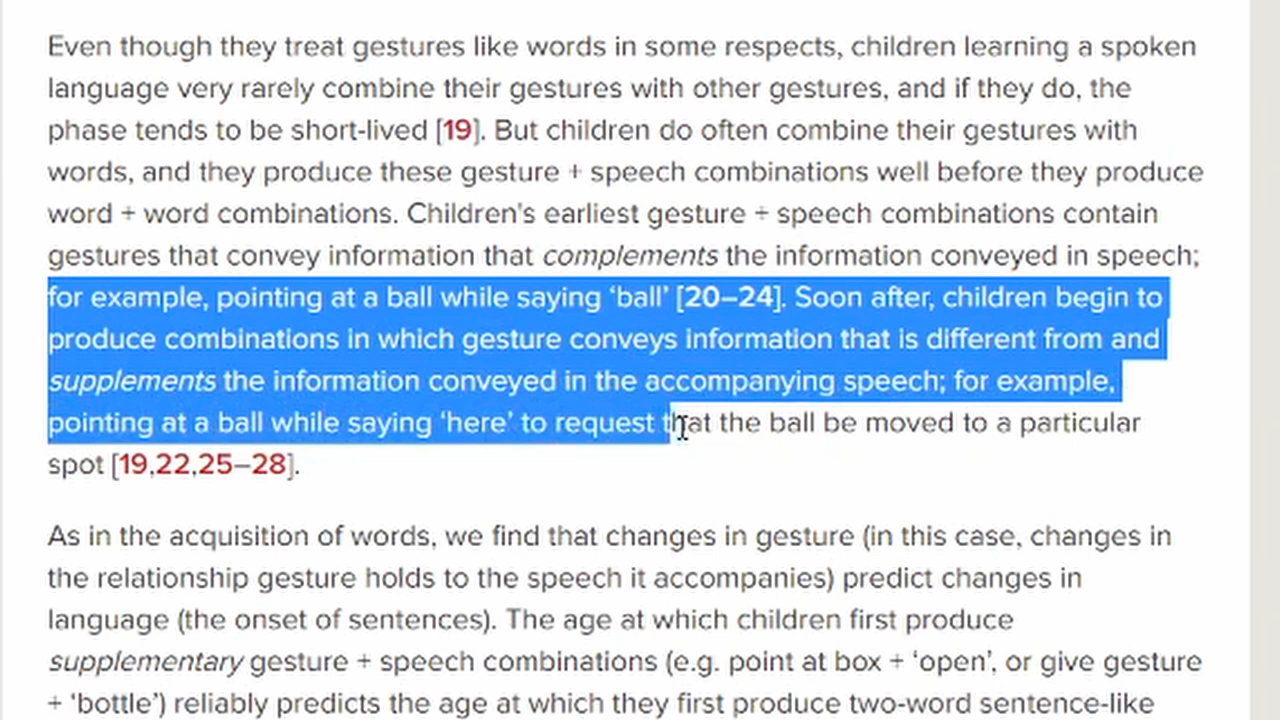 Even though they treat gestures like words in some respects, children learning a spoken
language very rarely combine their gestures with other gestures, and if they do, the
phase tends to be short-lived [19]. But children do often combine their gestures with
words, and they produce these gesture + speech combinations well before they produce
word + word combinations. Children's earliest gesture + speech combinations contain
gestures that convey information that complements the information conveyed in speech;
for example, pointing at a ball while saying ‘ball’ [20–24]. Soon after, children begin to
produce combinations in which gesture conveys information that is different from and
supplements the information conveyed in the accompanying speech; for example,
pointing at a ball while saying ‘here’ to request that the ball be moved to a particular
spot [19,22,25–28].
As in the acquisition of words, we find that changes in gesture (in this case, changes in
the relationship gesture holds to the speech it accompanies) predict changes in
language (the onset of sentences). The age at which children first produce
supplementary gesture + speech combinations (e.g. point at box + ‘open’, or give gesture
+ ‘bottle’) reliably predicts the age at which they first produce two-word sentence-like